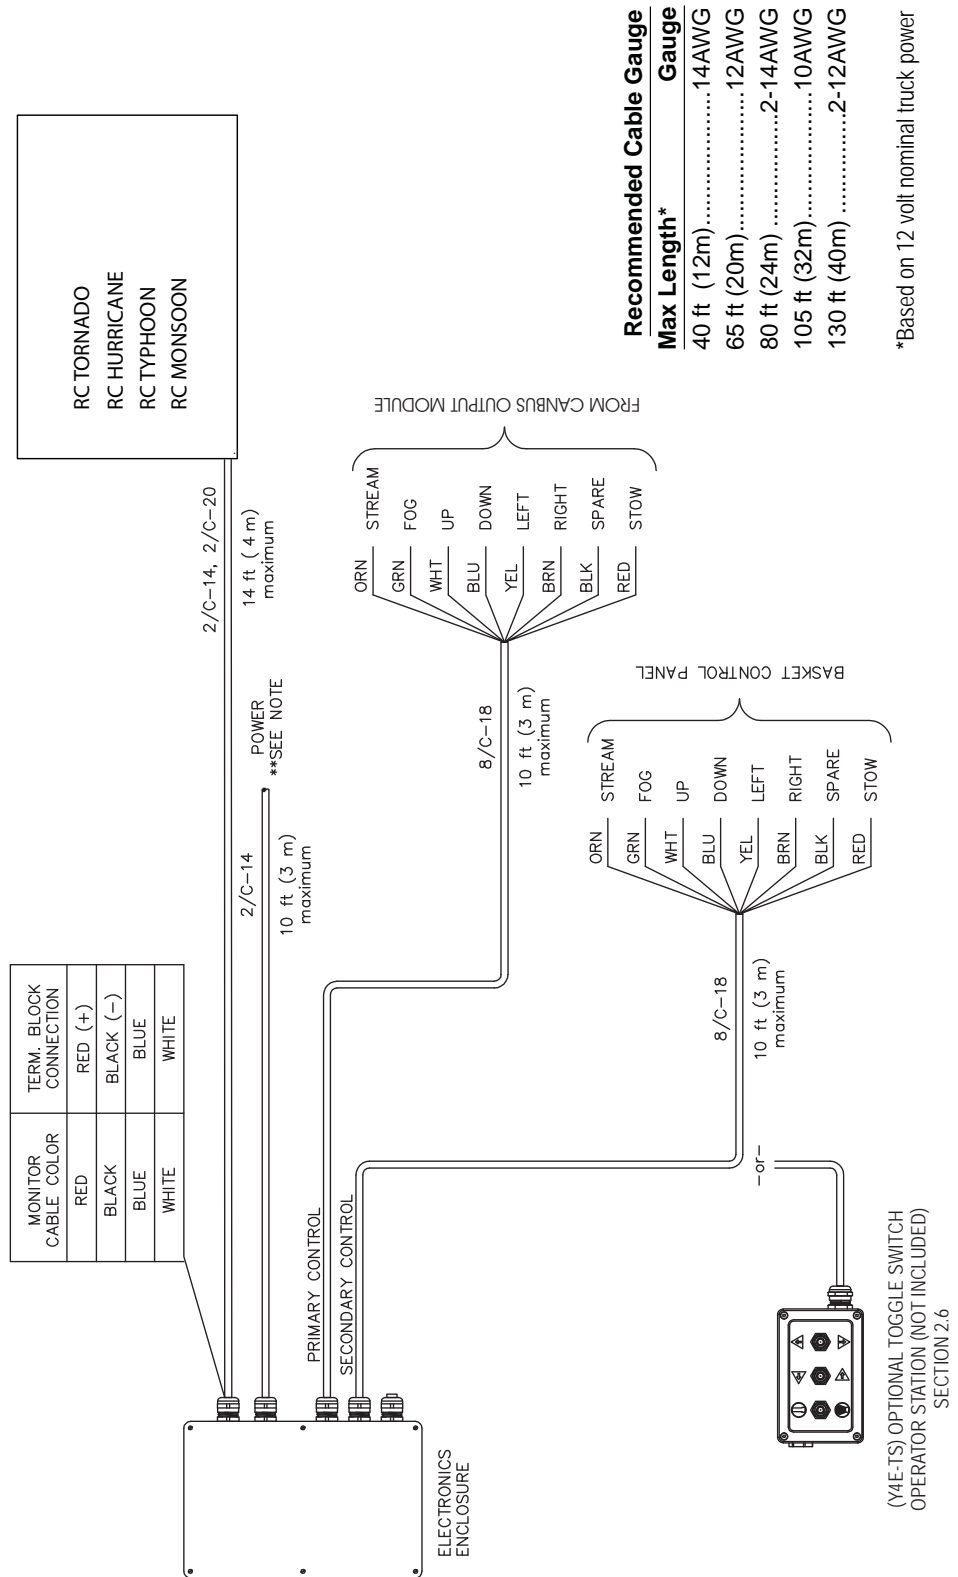 RC TORNADO
RC HURRICANE
RC TYPHOON
RC MONSOON
MONITOR CABLE COLOR TERM. BLOCK CONNECTION
RED RED (+)
BLACK BLACK (-)
BLUE BLUE
WHITE WHITE
2/C-14, 2/C-20
14 ft ( 4 m)
maximum
2/C-14
10 ft (3 m)
maximum
POWER
**SEE NOTE
PRIMARY CONTROL
SECONDARY CONTROL
ELECTRONICS
ENCLOSURE
8/C-18
10 ft (3 m)
maximum
ORN STREAM
GRN FOG
WHT UP
BLU DOWN
YEL LEFT
BRN RIGHT
BLK SPARE
RED STOW
FROM CANBUS OUTPUT MODULE
8/C-18
10 ft (3 m)
maximum
ORN STREAM
GRN FOG
WHT UP
BLU DOWN
YEL LEFT
BRN RIGHT
BLK SPARE
RED STOW
BASKET CONTROL PANEL
-or-
(Y4E-TS) OPTIONAL TOGGLE SWITCH
OPERATOR STATION (NOT INCLUDED)
SECTION 2.6
Recommended Cable Gauge
Max Length* Gauge
40 ft (12m)....................14AWG
65 ft (20m)....................12AWG
80 ft (24m) ................2-14AWG
105 ft (32m)..................10AWG
130 ft (40m) ..............2-12AWG
*Based on 12 volt nominal truck power